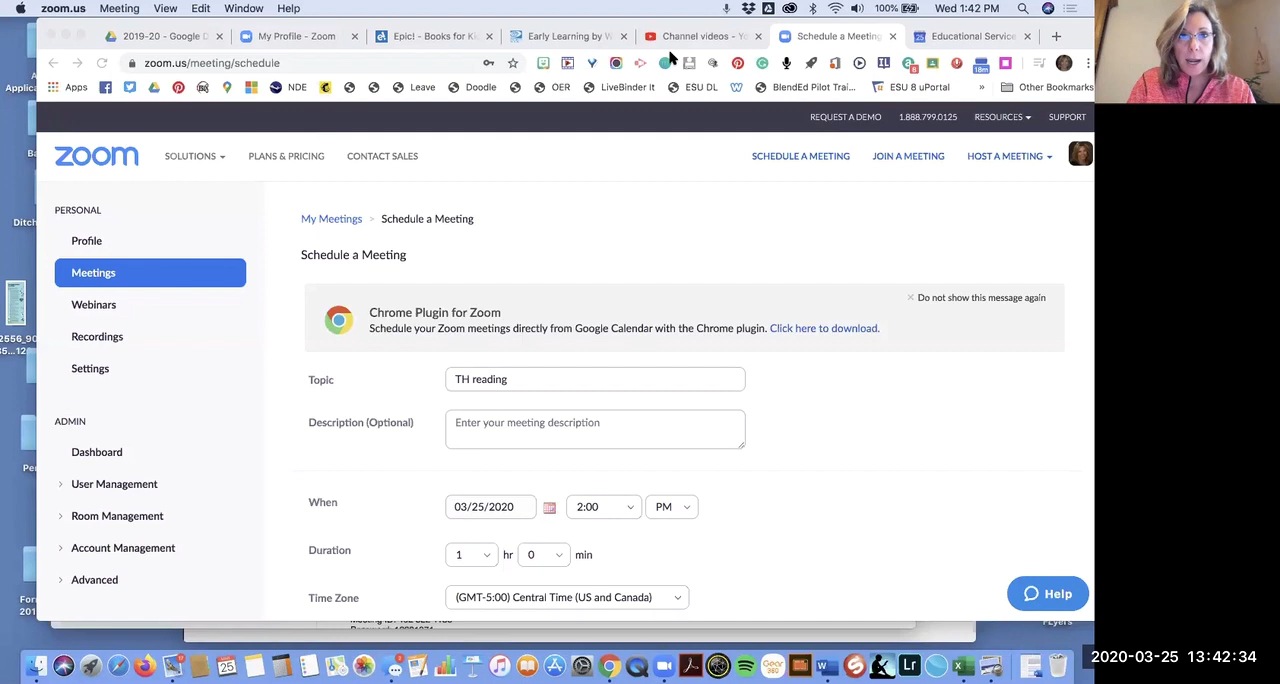 zoom.us Meeting View Edit Window Help 100% Wed 1:42 PM
2019-20 - Google D My Profile - Zoom Epic! - Books for Ki Early Learning by W Channel videos - Yo Schedule a Meeting Educational Service
zoom.us/meeting/schedule
18m
Apps NDE Leave Doodle OER LiveBinder It ESU DL BlendEd Pilot Trai... ESU 8 uPortal » Other Bookmarks
REQUEST A DEMO 1.888.799.0125 RESOURCES SUPPORT
zoom SOLUTIONS PLANS & PRICING CONTACT SALES SCHEDULE A MEETING JOIN A MEETING HOST A MEETING
PERSONAL
Profile
Meetings
Webinars
Recordings
Settings
ADMIN
Dashboard
User Management
Room Management
Account Management
Advanced
My Meetings > Schedule a Meeting
Schedule a Meeting
Do not show this message again
Chrome Plugin for Zoom
Schedule your Zoom meetings directly from Google Calendar with the Chrome plugin. Click here to download.
Topic TH reading
Description (Optional) Enter your meeting description
When 03/25/2020 2:00 PM
Duration 1 hr 0 min
Time Zone (GMT-5:00) Central Time (US and Canada)
Help
2020-03-25 13:42:34